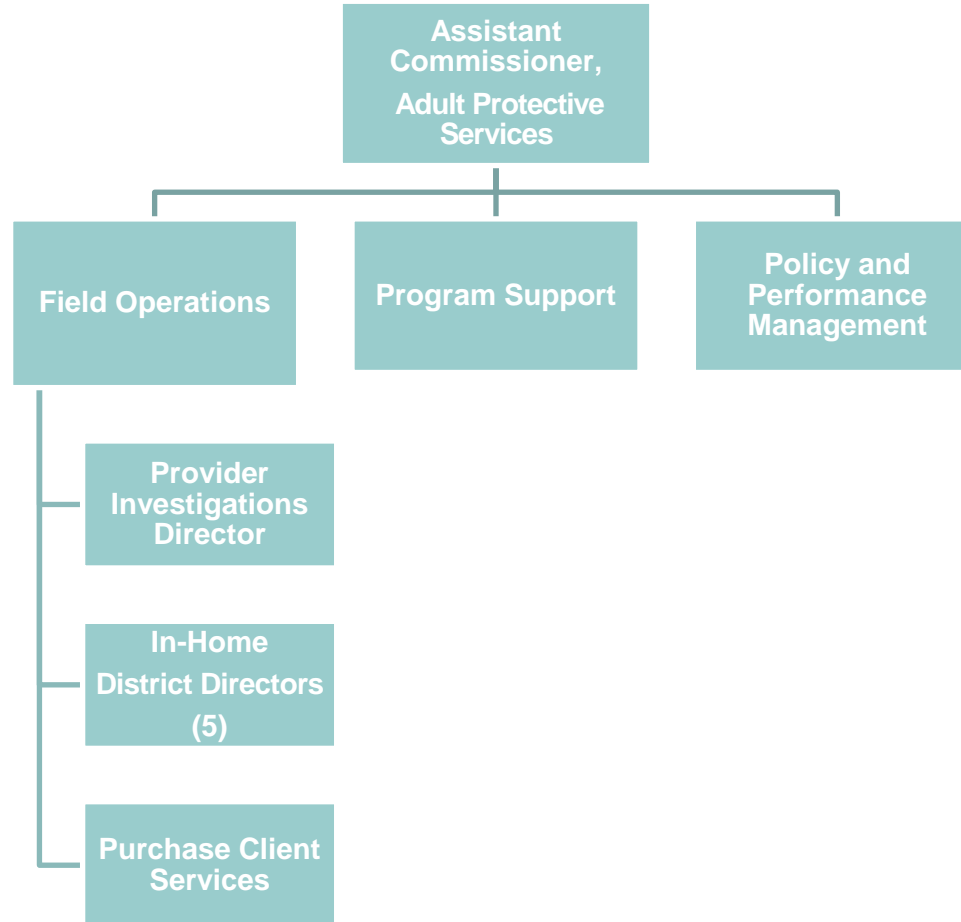 Assistant
Commissioner,
Adult Protective
Services
Field Operations
Program Support
Policy and
Performance
Management
Provider
Investigations
Director
In-Home
District Directors
(5)
Purchase Client
Services